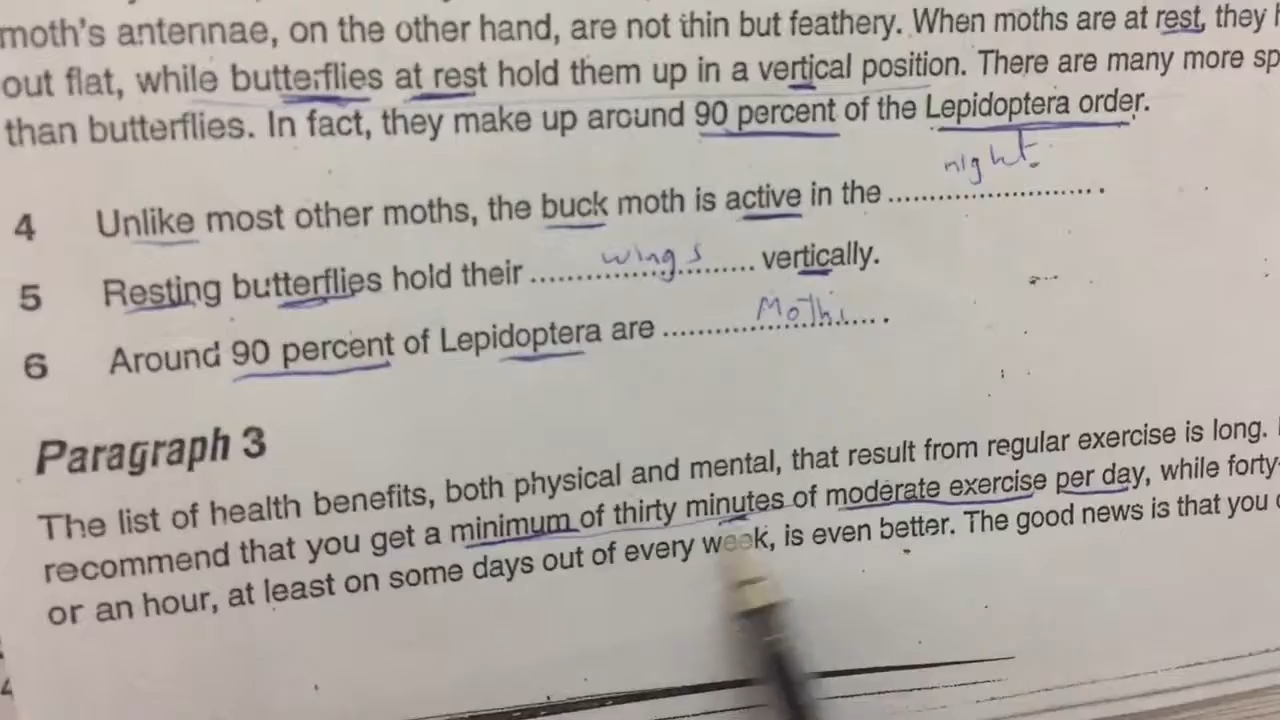 moth's antennae, on the other hand, are not thin but feathery. When moths are at rest, they
out flat, while butterflies at rest hold them up in a vertical position. There are many more sp
than butterflies. In fact, they make up around 90 percent of the Lepidoptera order.
4 Unlike most other moths, the buck moth is active in the night.
5 Resting butterflies hold their wings vertically.
6 Around 90 percent of Lepidoptera are Moths.
Paragraph 3
The list of health benefits, both physical and mental, that result from regular exercise is long.
recommend that you get a minimum of thirty minutes of moderate exercise per day, while forty-
or an hour, at least on some days out of every week, is even better. The good news is that you